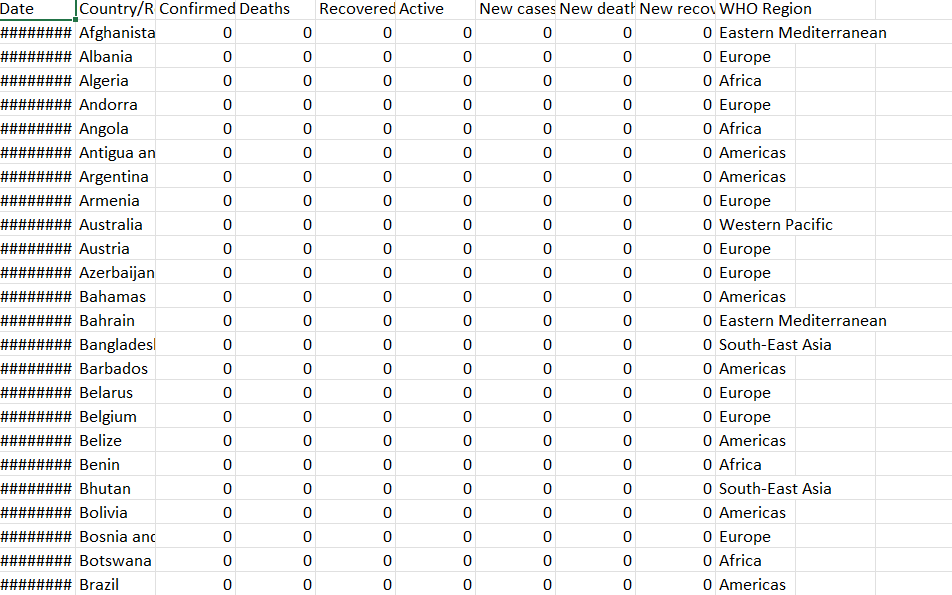 Date Country/R Confirmed Deaths Recovered Active New cases New death New recov WHO Region
######## Afghanista 0 0 0 0 0 0 0 Eastern Mediterranean
######## Albania 0 0 0 0 0 0 0 Europe
######## Algeria 0 0 0 0 0 0 0 Africa
######## Andorra 0 0 0 0 0 0 0 Europe
######## Angola 0 0 0 0 0 0 0 Africa
######## Antigua an 0 0 0 0 0 0 0 Americas
######## Argentina 0 0 0 0 0 0 0 Americas
######## Armenia 0 0 0 0 0 0 0 Europe
######## Australia 0 0 0 0 0 0 0 Western Pacific
######## Austria 0 0 0 0 0 0 0 Europe
######## Azerbaijan 0 0 0 0 0 0 0 Europe
######## Bahamas 0 0 0 0 0 0 0 Americas
######## Bahrain 0 0 0 0 0 0 0 Eastern Mediterranean
######## Bangladesh 0 0 0 0 0 0 0 South-East Asia
######## Barbados 0 0 0 0 0 0 0 Americas
######## Belarus 0 0 0 0 0 0 0 Europe
######## Belgium 0 0 0 0 0 0 0 Europe
######## Belize 0 0 0 0 0 0 0 Americas
######## Benin 0 0 0 0 0 0 0 Africa
######## Bhutan 0 0 0 0 0 0 0 South-East Asia
######## Bolivia 0 0 0 0 0 0 0 Americas
######## Bosnia and 0 0 0 0 0 0 0 Europe
######## Botswana 0 0 0 0 0 0 0 Africa
######## Brazil 0 0 0 0 0 0 0 Americas